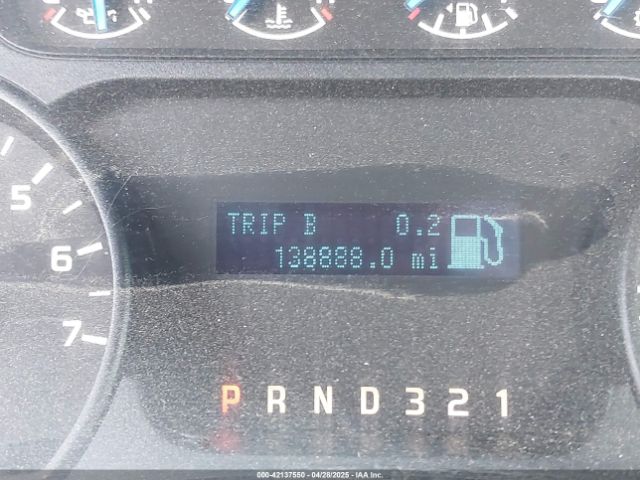 5
6
7
TRIP B 0.2
138888.0 mi
P R N D 3 2 1
000-42137550 | 04/28/2025 | IAA Inc.